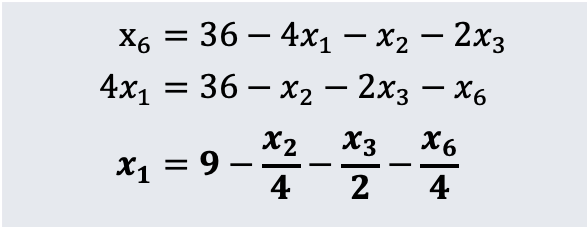 x₆ = 36 − 4x₁ − x₂ − 2x₃
4x₁ = 36 − x₂ − 2x₃ − x₆
x₁ = 9 − x₂/4 − x₃/2 − x₆/4